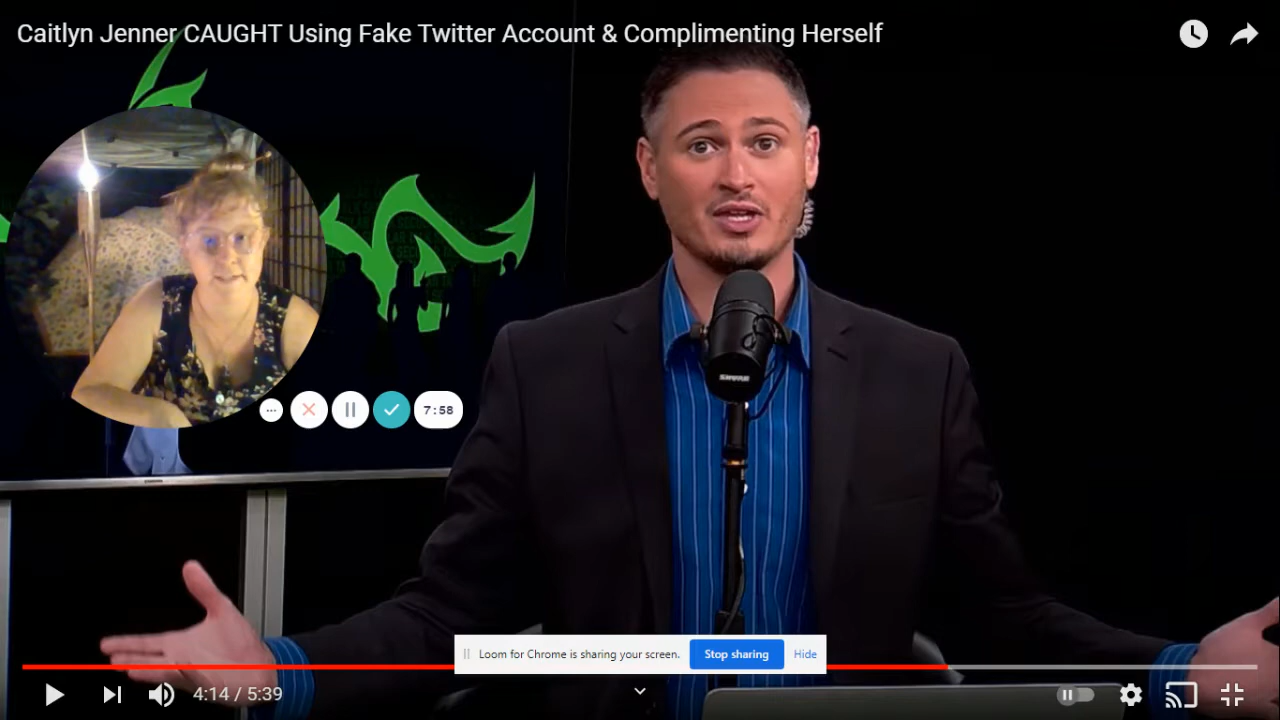 Caitlyn Jenner CAUGHT Using Fake Twitter Account & Complimenting Herself
7:58
SHURE
Loom for Chrome is sharing your screen. Stop sharing Hide
4:14 / 5:39